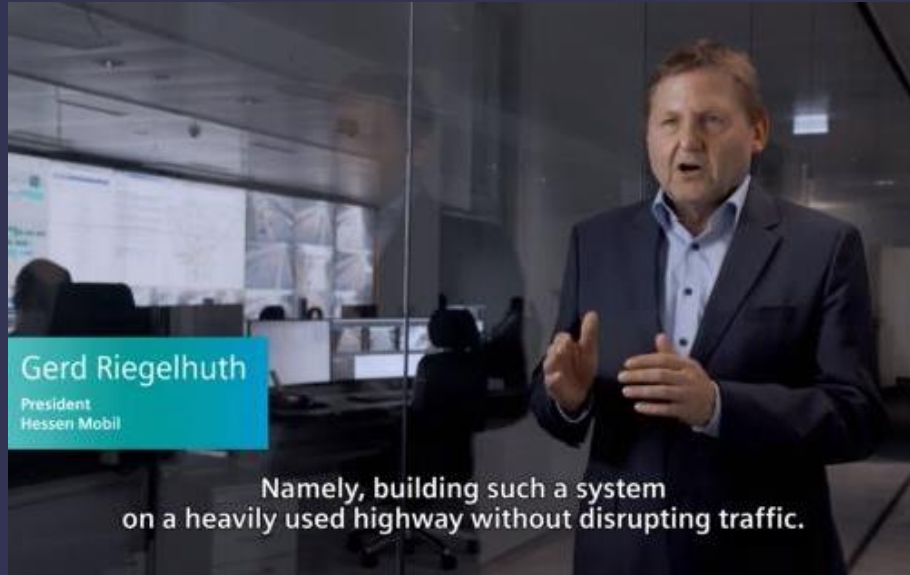 Gerd Riegelhuth
President
Hessen Mobil
Namely, building such a system
on a heavily used highway without disrupting traffic.